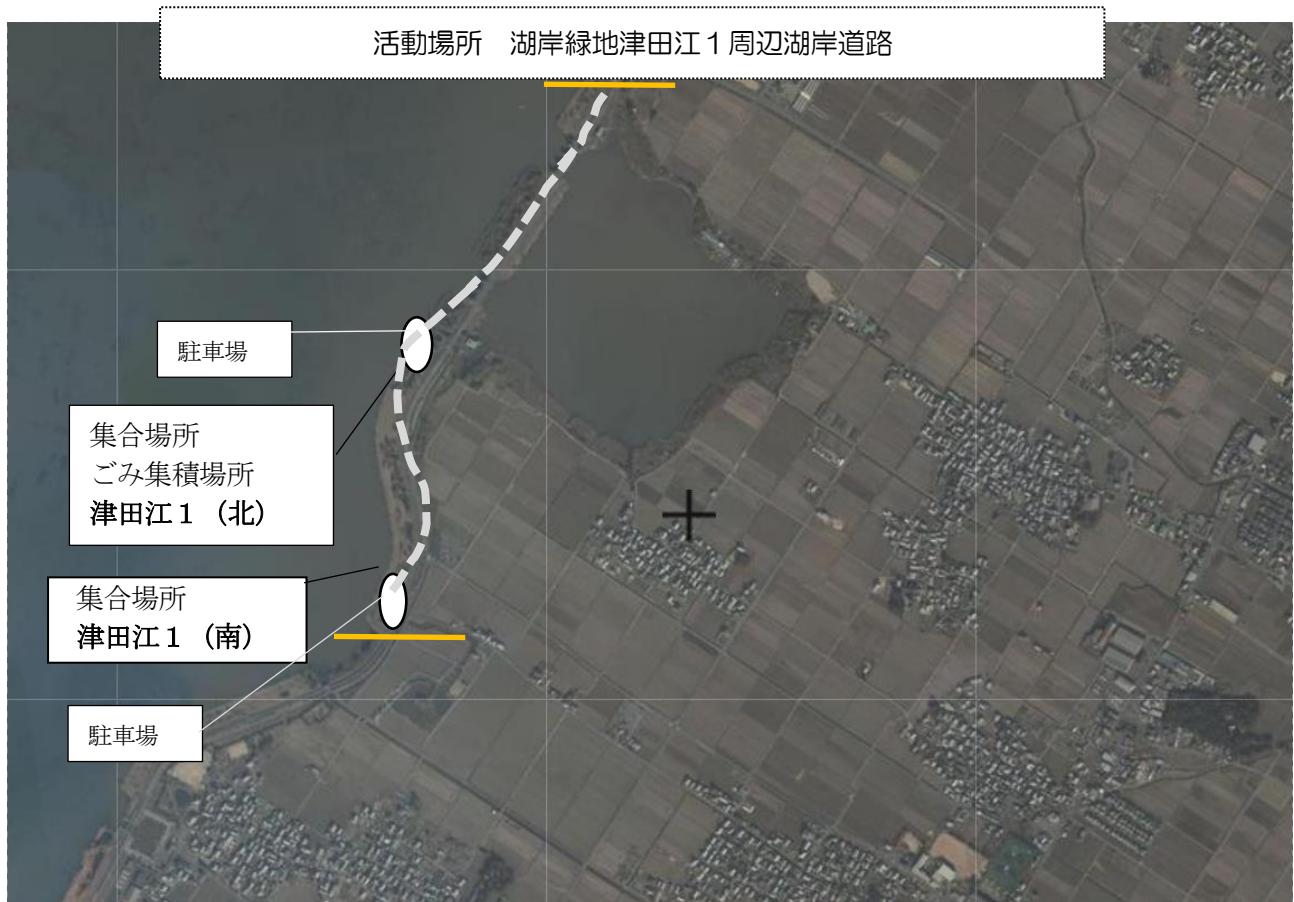 活動場所　湖岸緑地津田江１周辺湖岸道路
駐車場
集合場所
ごみ集積場所
津田江１（北）
集合場所
津田江１（南）
駐車場